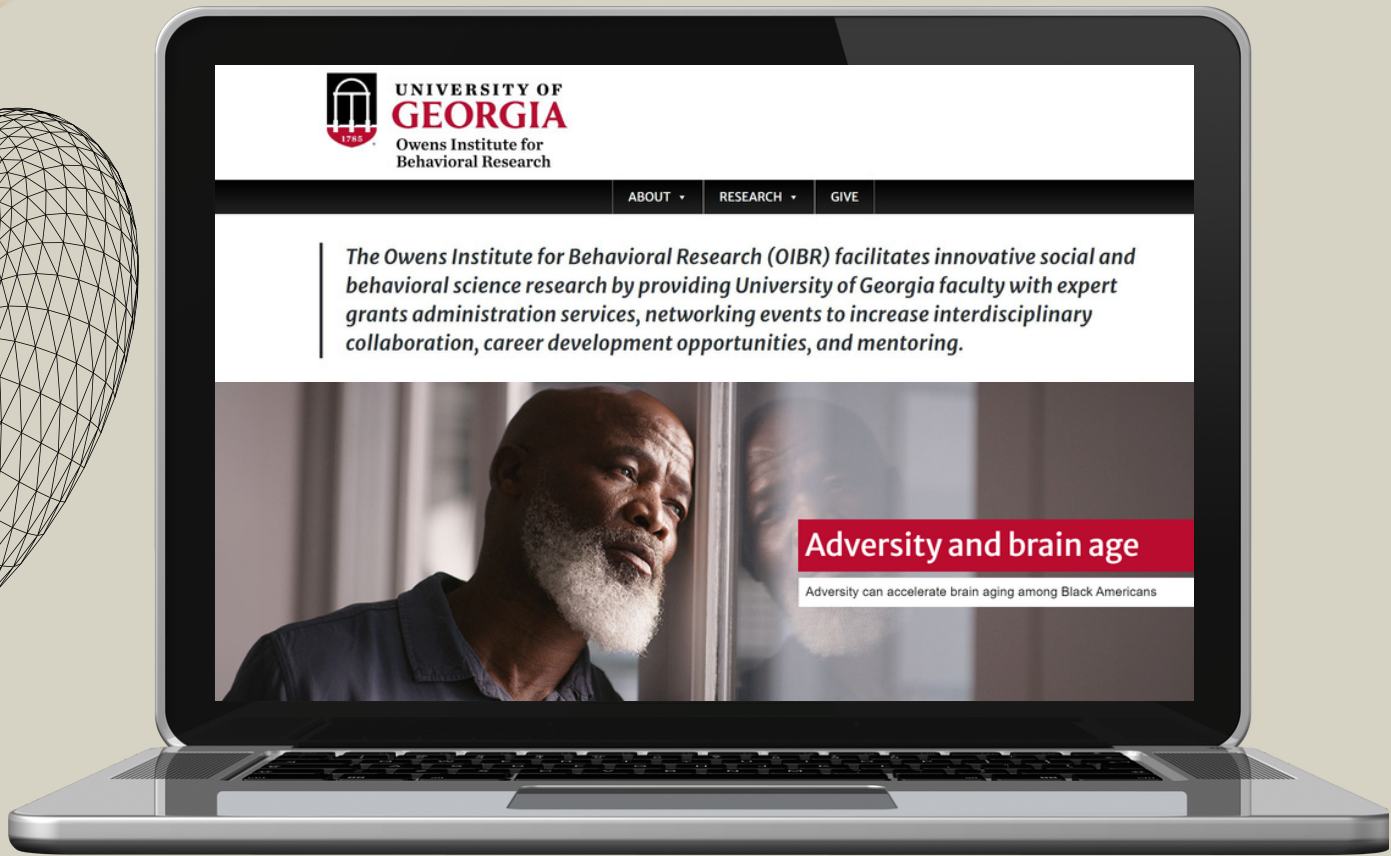 UNIVERSITY OF
GEORGIA
1785
Owens Institute for
Behavioral Research
ABOUT
RESEARCH
GIVE
The Owens Institute for Behavioral Research (OIBR) facilitates innovative social and
behavioral science research by providing University of Georgia faculty with expert
grants administration services, networking events to increase interdisciplinary
collaboration, career development opportunities, and mentoring.
Adversity and brain age
Adversity can accelerate brain aging among Black Americans